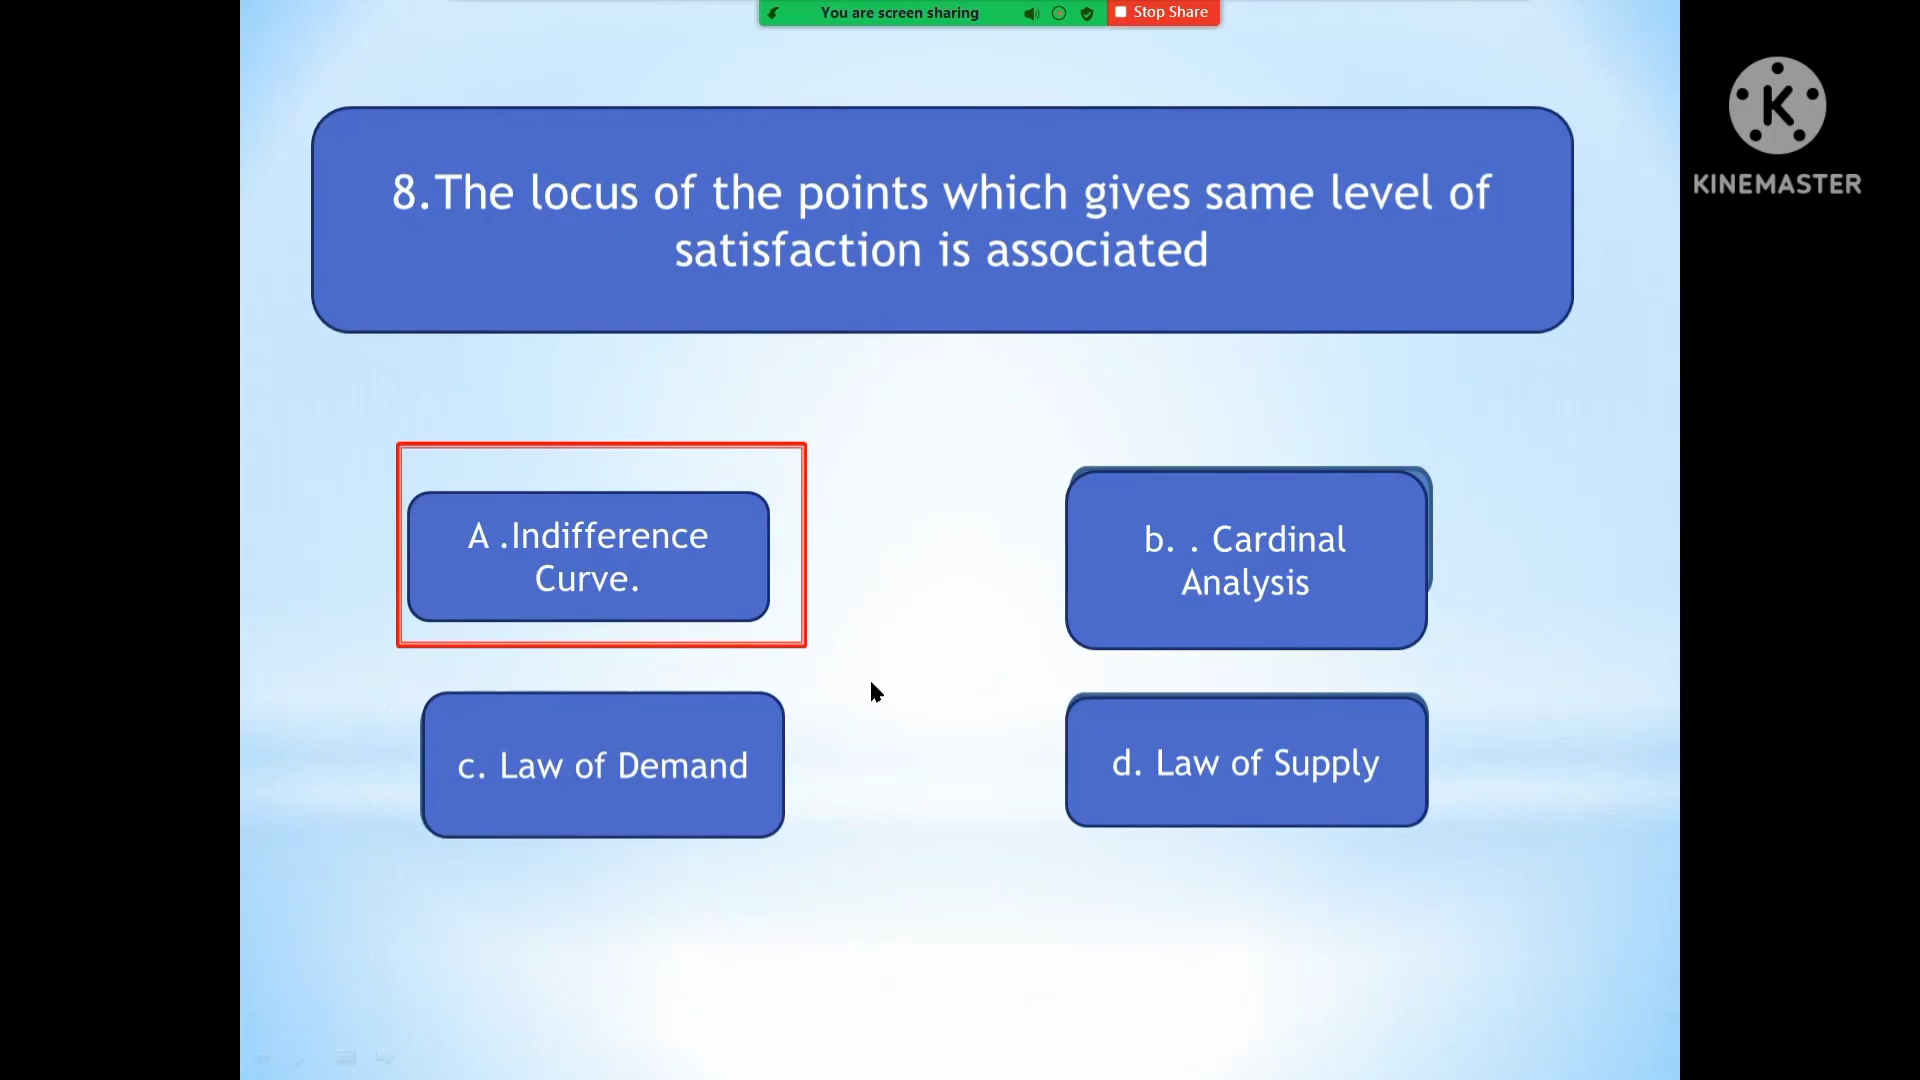 You are screen sharing
Stop Share
KINEMASTER
8.The locus of the points which gives same level of
satisfaction is associated
A .Indifference
Curve.
b. . Cardinal
Analysis
c. Law of Demand
d. Law of Supply